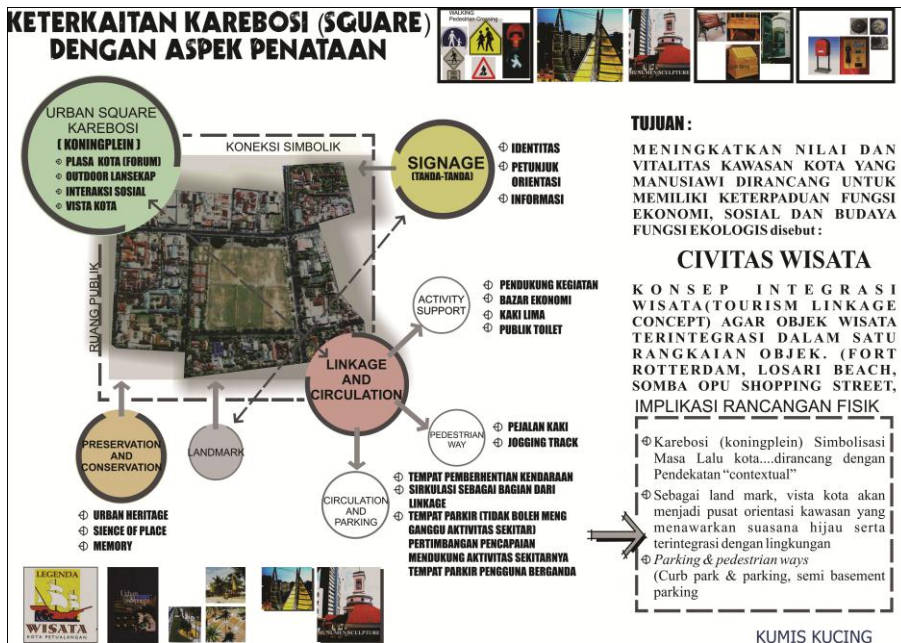 KETERKAITAN KAREBOSI (SQUARE)
DENGAN ASPEK PENATAAN
WALKING
Pedestrian Crossing
MUNUMEN/SCULPTURE
URBAN SQUARE
KAREBOSI
( KONINGPLEIN )
PLASA KOTA (FORUM)
OUTDOOR LANSEKAP
INTERAKSI SOSIAL
VISTA KOTA
KONEKSI SIMBOLIK
RUANG PUBLIK
SIGNAGE
(TANDA-TANDA)
IDENTITAS
PETUNJUK
ORIENTASI
INFORMASI
ACTIVITY
SUPPORT
PENDUKUNG KEGIATAN
BAZAR EKONOMI
KAKI LIMA
PUBLIK TOILET
LINKAGE
AND
CIRCULATION
PEDESTRIAN
WAY
PEJALAN KAKI
JOGGING TRACK
PRESERVATION
AND
CONSERVATION
LANDMARK
URBAN HERITAGE
SIENCE OF PLACE
MEMORY
CIRCULATION
AND
PARKING
TEMPAT PEMBERHENTIAN KENDARAAN
SIRKULASI SEBAGAI BAGIAN DARI
LINKAGE
TEMPAT PARKIR (TIDAK BOLEH MENG
GANGGU AKTIVITAS SEKITAR)
PERTIMBANGAN PENCAPAIAN
MENDUKUNG AKTIVITAS SEKITARNYA
TEMPAT PARKIR PENGGUNA BERGANDA
TUJUAN :
MENINGKATKAN NILAI DAN
VITALITAS KAWASAN KOTA YANG
MANUSIAWI DIRANCANG UNTUK
MEMILIKI KETERPADUAN FUNGSI
EKONOMI, SOSIAL DAN BUDAYA
FUNGSI EKOLOGIS disebut :
CIVITAS WISATA
KONSEP INTEGRASI
WISATA(TOURISM LINKAGE
CONCEPT) AGAR OBJEK WISATA
TERINTEGRASI DALAM SATU
RANGKAIAN OBJEK. (FORT
ROTTERDAM, LOSARI BEACH,
SOMBA OPU SHOPPING STREET,
IMPLIKASI RANCANGAN FISIK
Karebosi (koningplein) Simbolisasi
Masa Lalu kota....dirancang dengan
Pendekatan “contextual”
Sebagai land mark, vista kota akan
menjadi pusat orientasi kawasan yang
menawarkan suasana hijau serta
terintegrasi dengan lingkungan
Parking & pedestrian ways
(Curb park & parking, semi basement
parking
LEGENDA
WISATA
KOTA PETUALANGAN
MUNUMEN/SCULPTURE
KUMIS KUCING